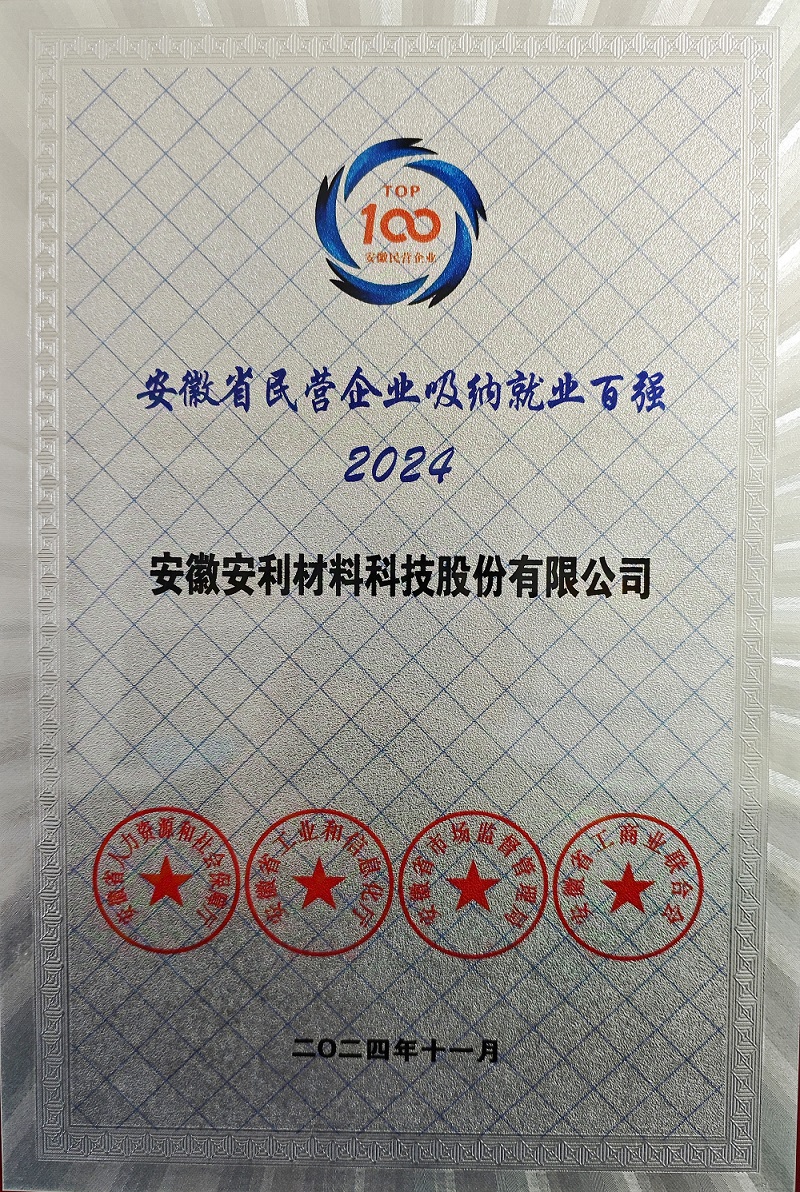 TOP
100
安徽民营企业
安徽省民营企业吸纳就业百强
2024
安徽安利材料科技股份有限公司
安徽省人力资源和社会保障厅
安徽省工业和信息化厅
安徽省市场监督管理局
安徽省工商业联合会
二〇二四年十一月